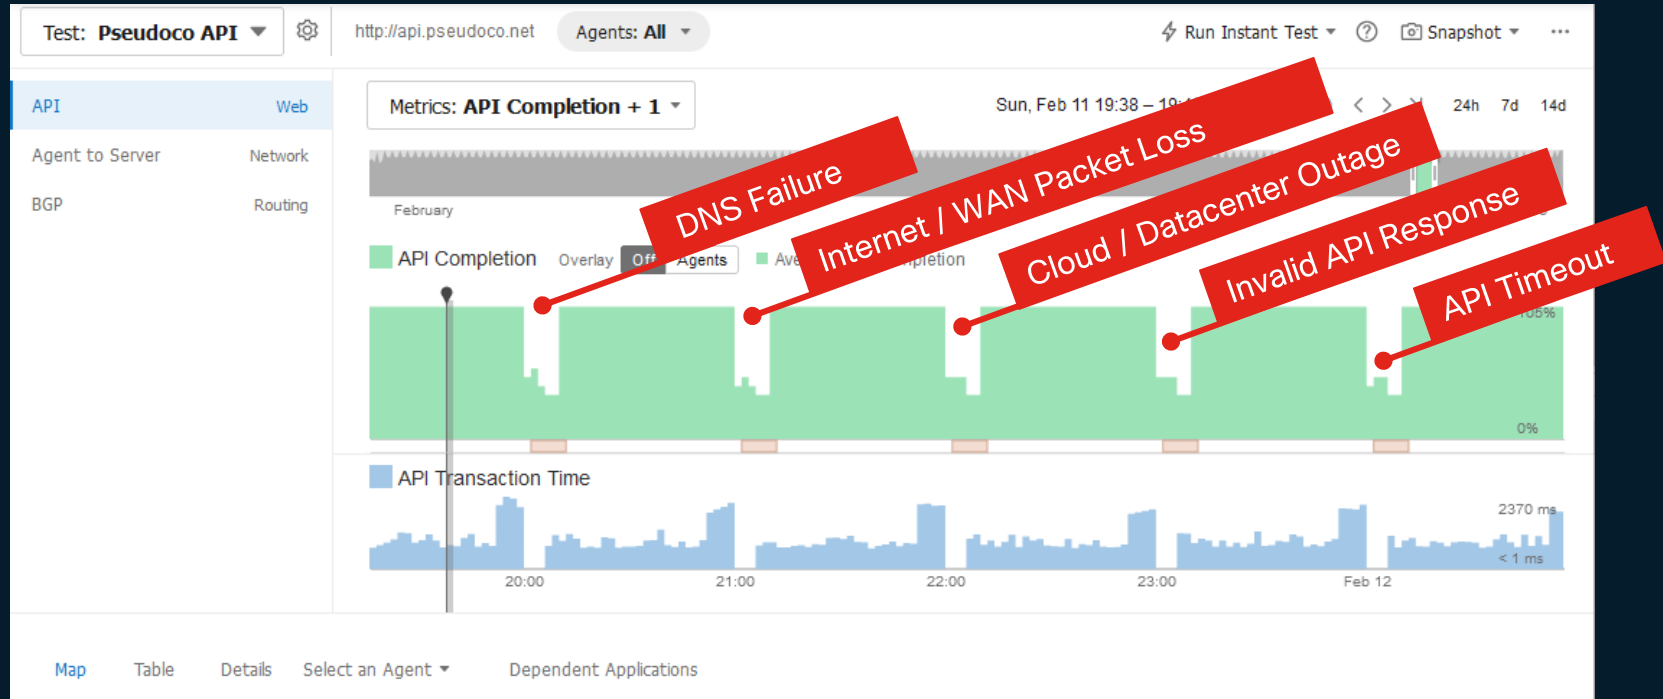 Test: Pseudoco API
http://api.pseudoco.net
Agents: All
Run Instant Test
Snapshot
API Web
Agent to Server Network
BGP Routing
Metrics: API Completion + 1
Sun, Feb 11 19:38 –
24h 7d 14d
February
DNS Failure
Internet / WAN Packet Loss
Cloud / Datacenter Outage
Invalid API Response
API Timeout
API Completion
Overlay Off Agents
105%
0%
API Transaction Time
2370 ms
< 1 ms
20:00 21:00 22:00 23:00 Feb 12
Map Table Details Select an Agent Dependent Applications